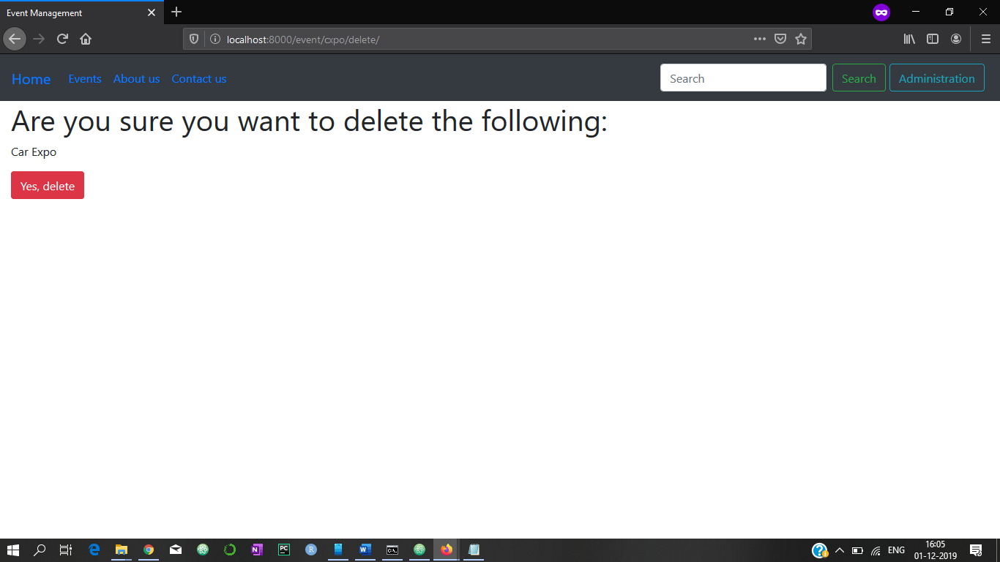 Event Management
localhost:8000/event/cxpo/delete/
Home Events About us Contact us Search Search Administration
Are you sure you want to delete the following:
Car Expo
Yes, delete
PC
R
W
C:\.
ENG
16:05
01-12-2019